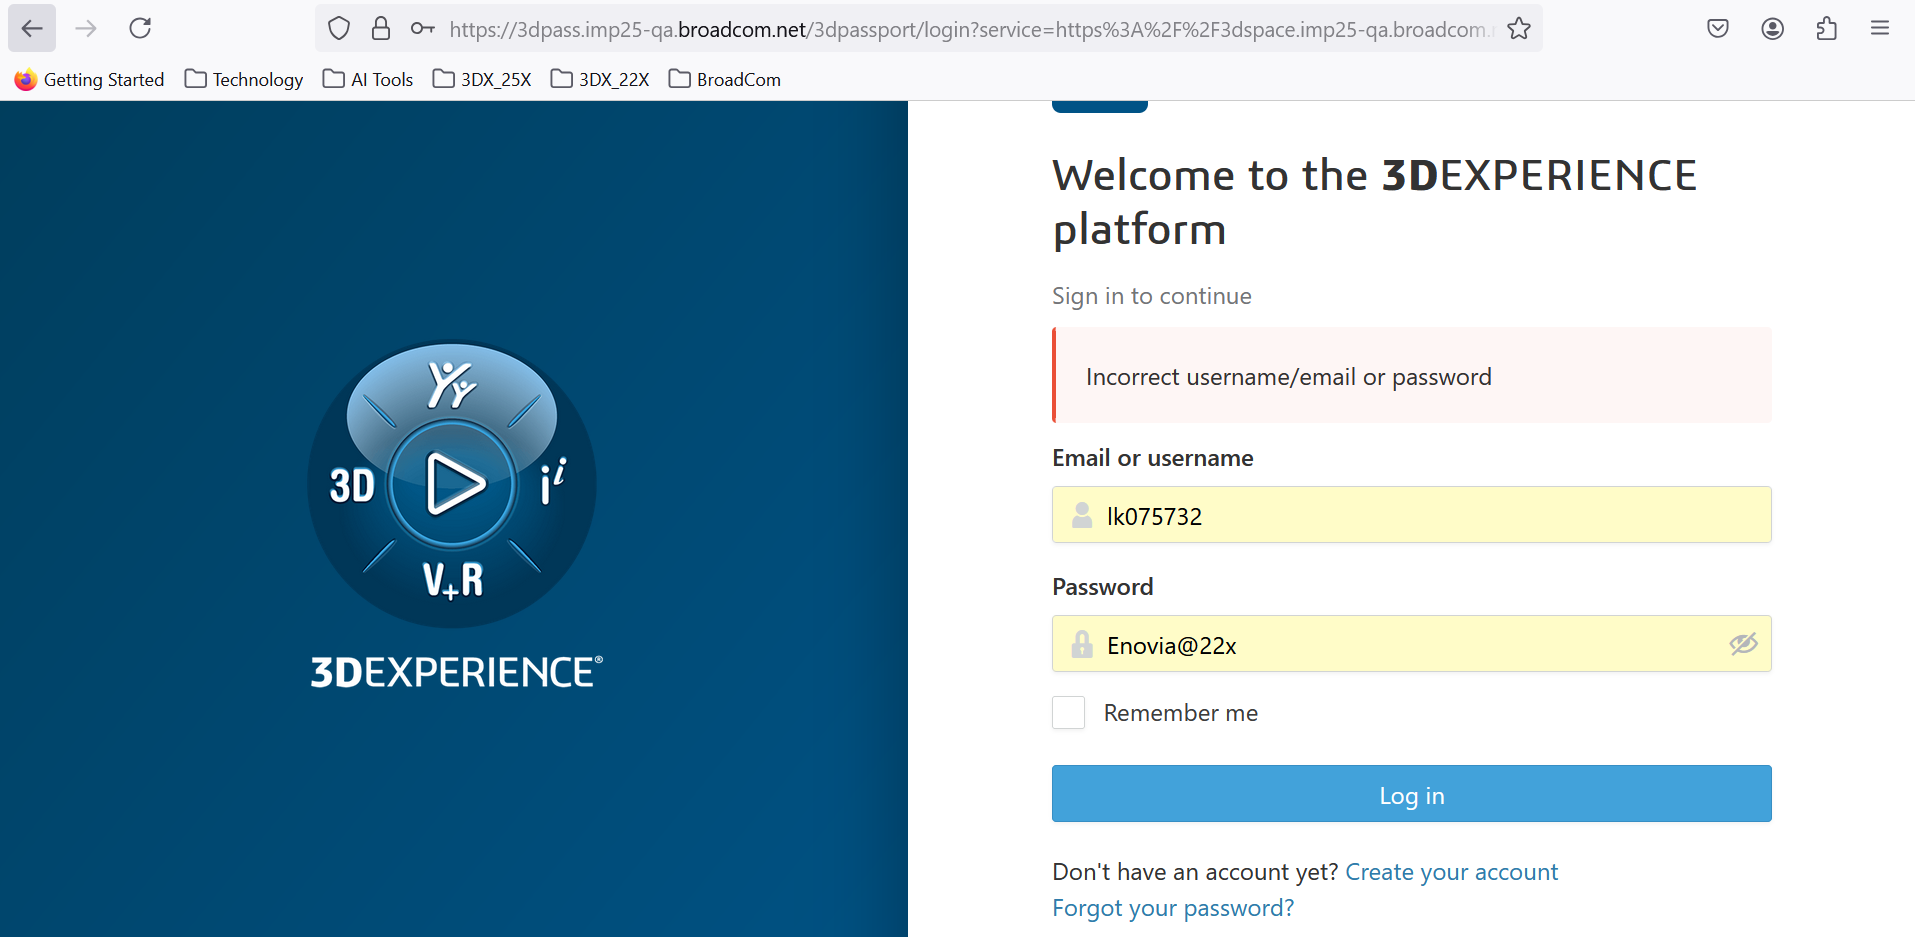 https://3dpass.imp25-qa.broadcom.net/3dpassport/login?service=https%3A%2F%2F3dspace.imp25-qa.broadcom.
Getting Started Technology AI Tools 3DX_25X 3DX_22X BroadCom
3D
i i
V+R
3DEXPERIENCE®
Welcome to the 3DEXPERIENCE
platform
Sign in to continue
Incorrect username/email or password
Email or username
lk075732
Password
Enovia@22x
Remember me
Log in
Don't have an account yet? Create your account
Forgot your password?